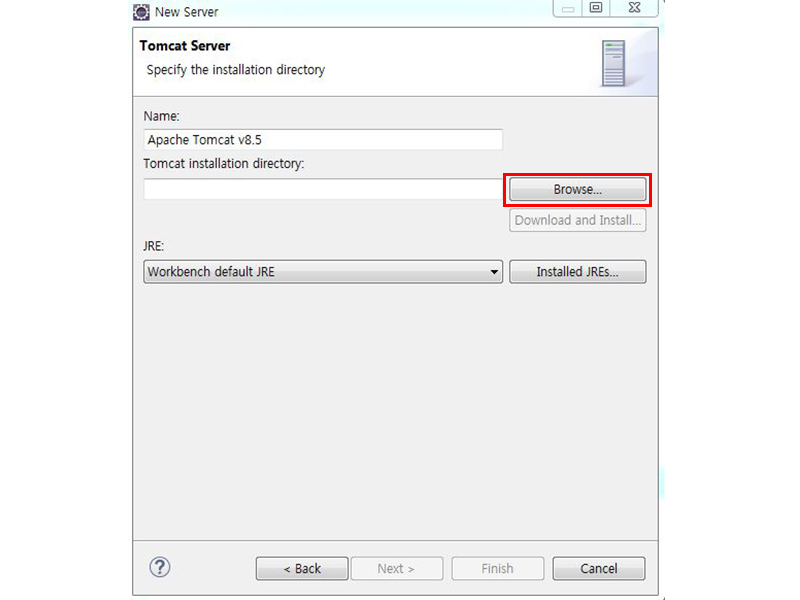 New Server
Tomcat Server
Specify the installation directory
Name:
Apache Tomcat v8.5
Tomcat installation directory:
Browse...
Download and Install...
JRE:
Workbench default JRE
Installed JREs...
?
< Back
Next >
Finish
Cancel